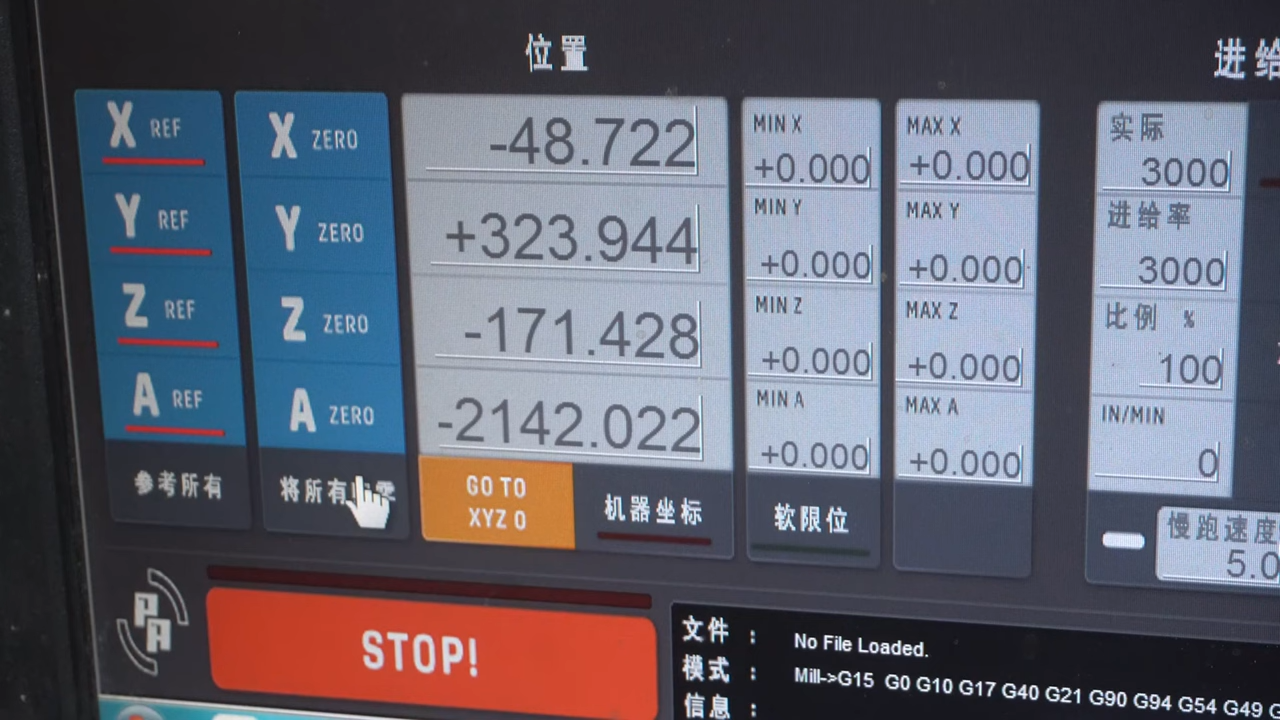 位置
进给
X REF
X ZERO
-48.722
MIN X
+0.000
MAX X
+0.000
实际
3000
Y REF
Y ZERO
+323.944
MIN Y
+0.000
MAX Y
+0.000
进给率
3000
Z REF
Z ZERO
-171.428
MIN Z
+0.000
MAX Z
+0.000
比例 %
100
A REF
A ZERO
-2142.022
MIN A
+0.000
MAX A
+0.000
IN/MIN
0
参考所有
将所有 零
GO TO
XYZ 0
机器坐标
软限位
慢跑速度
5.0
PA
STOP!
文件 : No File Loaded.
模式 : Mill->G15 G0 G10 G17 G40 G21 G90 G94 G54 G49 G
信息 :